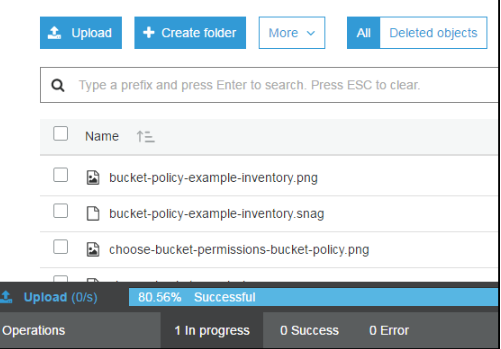 Upload Create folder More All Deleted objects
Type a prefix and press Enter to search. Press ESC to clear.
Name
bucket-policy-example-inventory.png
bucket-policy-example-inventory.snag
choose-bucket-permissions-bucket-policy.png
Upload (0/s) 80.56% Successful
Operations 1 In progress 0 Success 0 Error